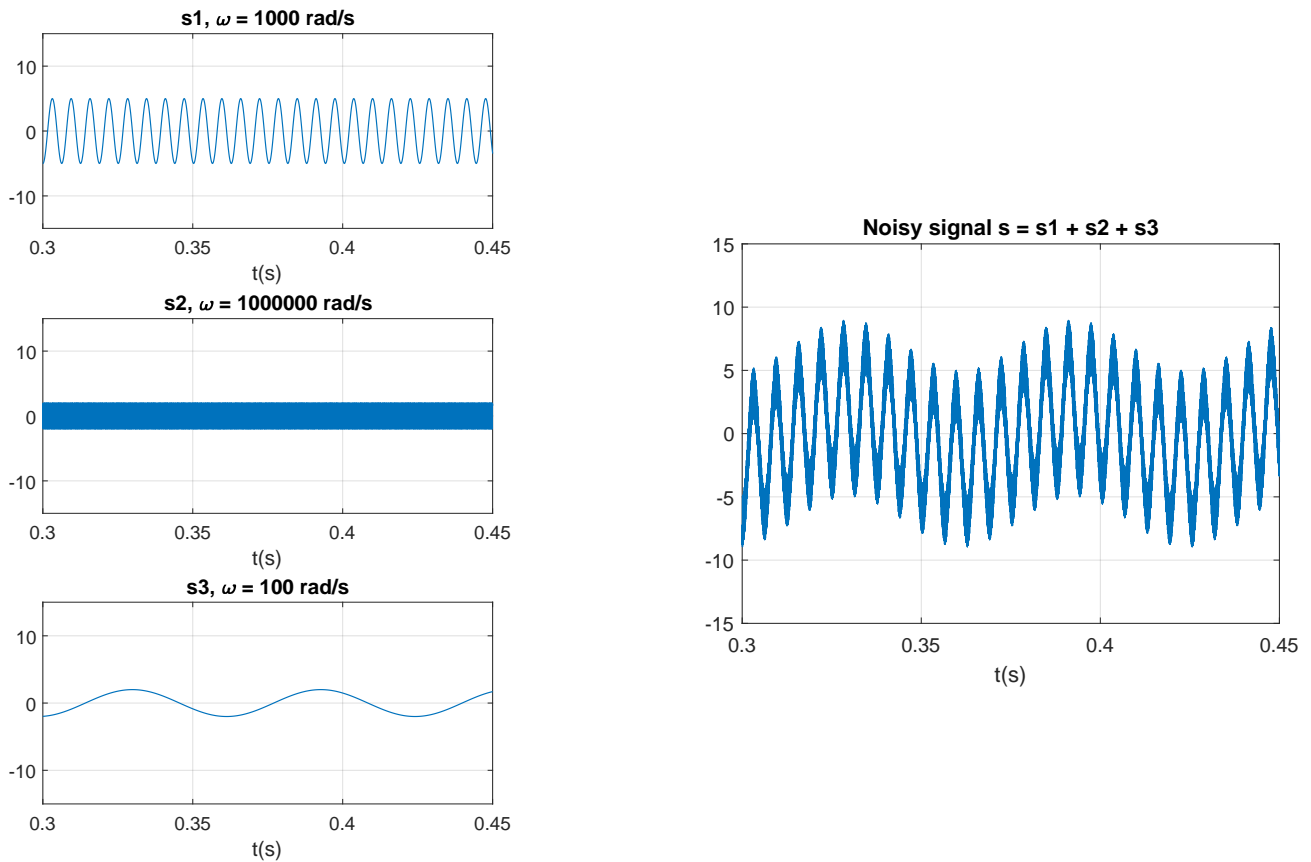 s1, ω = 1000 rad/s
10
0
-10
0.3 0.35 0.4 0.45
t(s)
s2, ω = 1000000 rad/s
10
0
-10
0.3 0.35 0.4 0.45
t(s)
s3, ω = 100 rad/s
10
0
-10
0.3 0.35 0.4 0.45
t(s)
Noisy signal s = s1 + s2 + s3
15
10
5
0
-5
-10
-15
0.3 0.35 0.4 0.45
t(s)